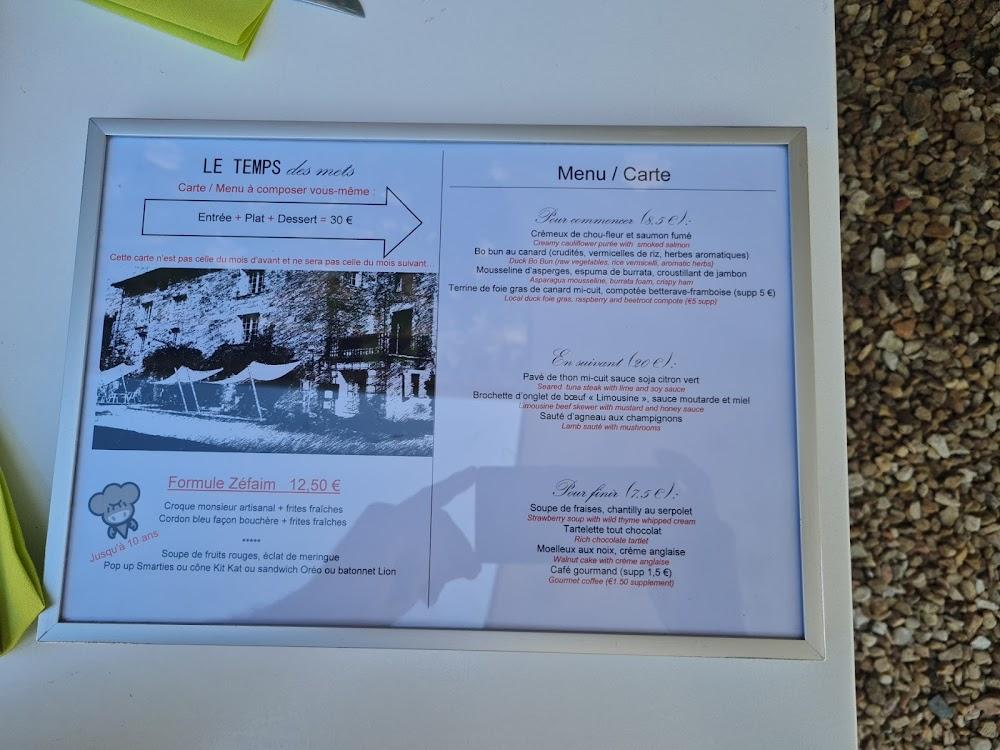 LE TEMPS des mets
Carte / Menu à composer vous-même :
Entrée + Plat + Dessert = 30 €
Cette carte n'est pas celle du mois d'avant et ne sera pas celle du mois suivant...
Formule Zéfaim 12,50 €
Croque monsieur artisanal + frites fraîches
Cordon bleu façon bouchère + frites fraîches
*****
Jusqu'à 10 ans
Soupe de fruits rouges, éclat de meringue
Pop up Smarties ou cône Kit Kat ou sandwich Oréo ou batonnet Lion
Menu / Carte
Pour commencer (8.5 €):
Crémeux de chou-fleur et saumon fumé
Creamy cauliflower purée with smoked salmon
Bo bun au canard (crudités, vermicelles de riz, herbes aromatiques)
Duck Bo Bun (raw vegetables, rice vermicelli, aromatic herbs)
Mousseline d'asperges, espuma de burrata, croustillant de jambon
Asparagus mousseline, burrata foam, crispy ham
Terrine de foie gras de canard mi-cuit, compotée betterave-framboise (supp 5 €)
Local duck foie gras, raspberry and beetroot compote (€5 supp)
En suivant (20 €):
Pavé de thon mi-cuit sauce soja citron vert
Seared tuna steak with lime and soy sauce
Brochette d'onglet de bœuf « Limousine », sauce moutarde et miel
Limousine beef skewer with mustard and honey sauce
Sauté d'agneau aux champignons
Lamb sauté with mushrooms
Pour finir (7.5 €):
Soupe de fraises, chantilly au serpolet
Strawberry soup with wild thyme whipped cream
Tartelette tout chocolat
Rich chocolate tartlet
Moelleux aux noix, crème anglaise
Walnut cake with crème anglaise
Café gourmand (supp 1,5 €)
Gourmet coffee (€1.50 supplement)